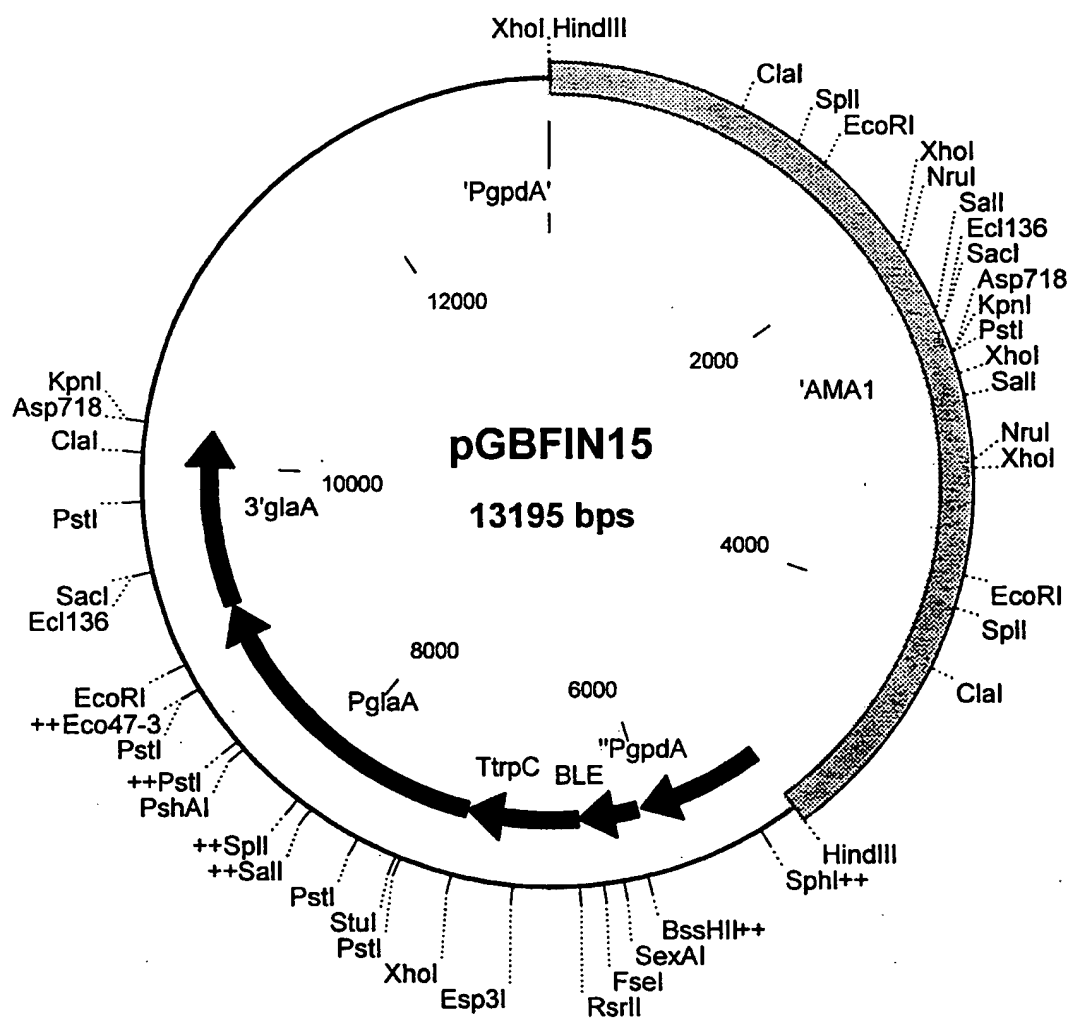 XhoI HindIII
ClaI
SplI
EcoRI
XhoI
NruI
SalI
Ecl136
SacI
Asp718
KpnI
PstI
XhoI
SalI
NruI
XhoI
EcoRI
SplI
ClaI
HindIII
SphI++
BssHII++
SexAI
FseI
RsrII
Esp3I
XhoI
PstI
StuI
PstI
++SalI
++SplI
PshAI
++PstI
PstI
++Eco47-3
EcoRI
Ecl136
SacI
PstI
ClaI
Asp718
KpnI
'PgpdA'
12000
2000
'AMA1
pGBFIN15
13195 bps
10000
3'glaA
4000
8000
6000
PglaA
"PgpdA
TtrpC
BLE